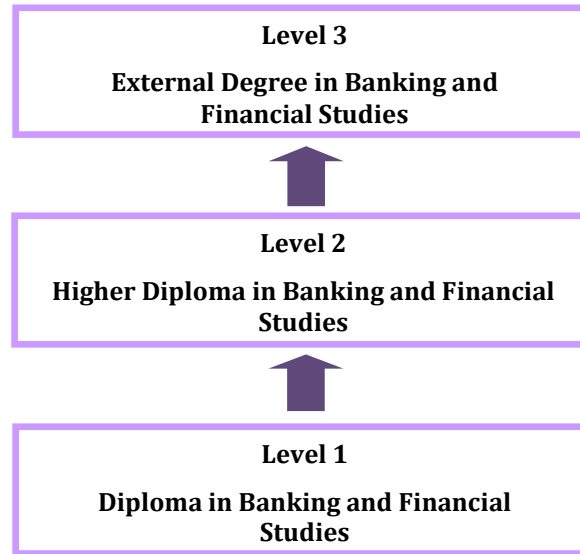 Level 3
External Degree in Banking and
Financial Studies
Level 2
Higher Diploma in Banking and Financial
Studies
Level 1
Diploma in Banking and Financial
Studies